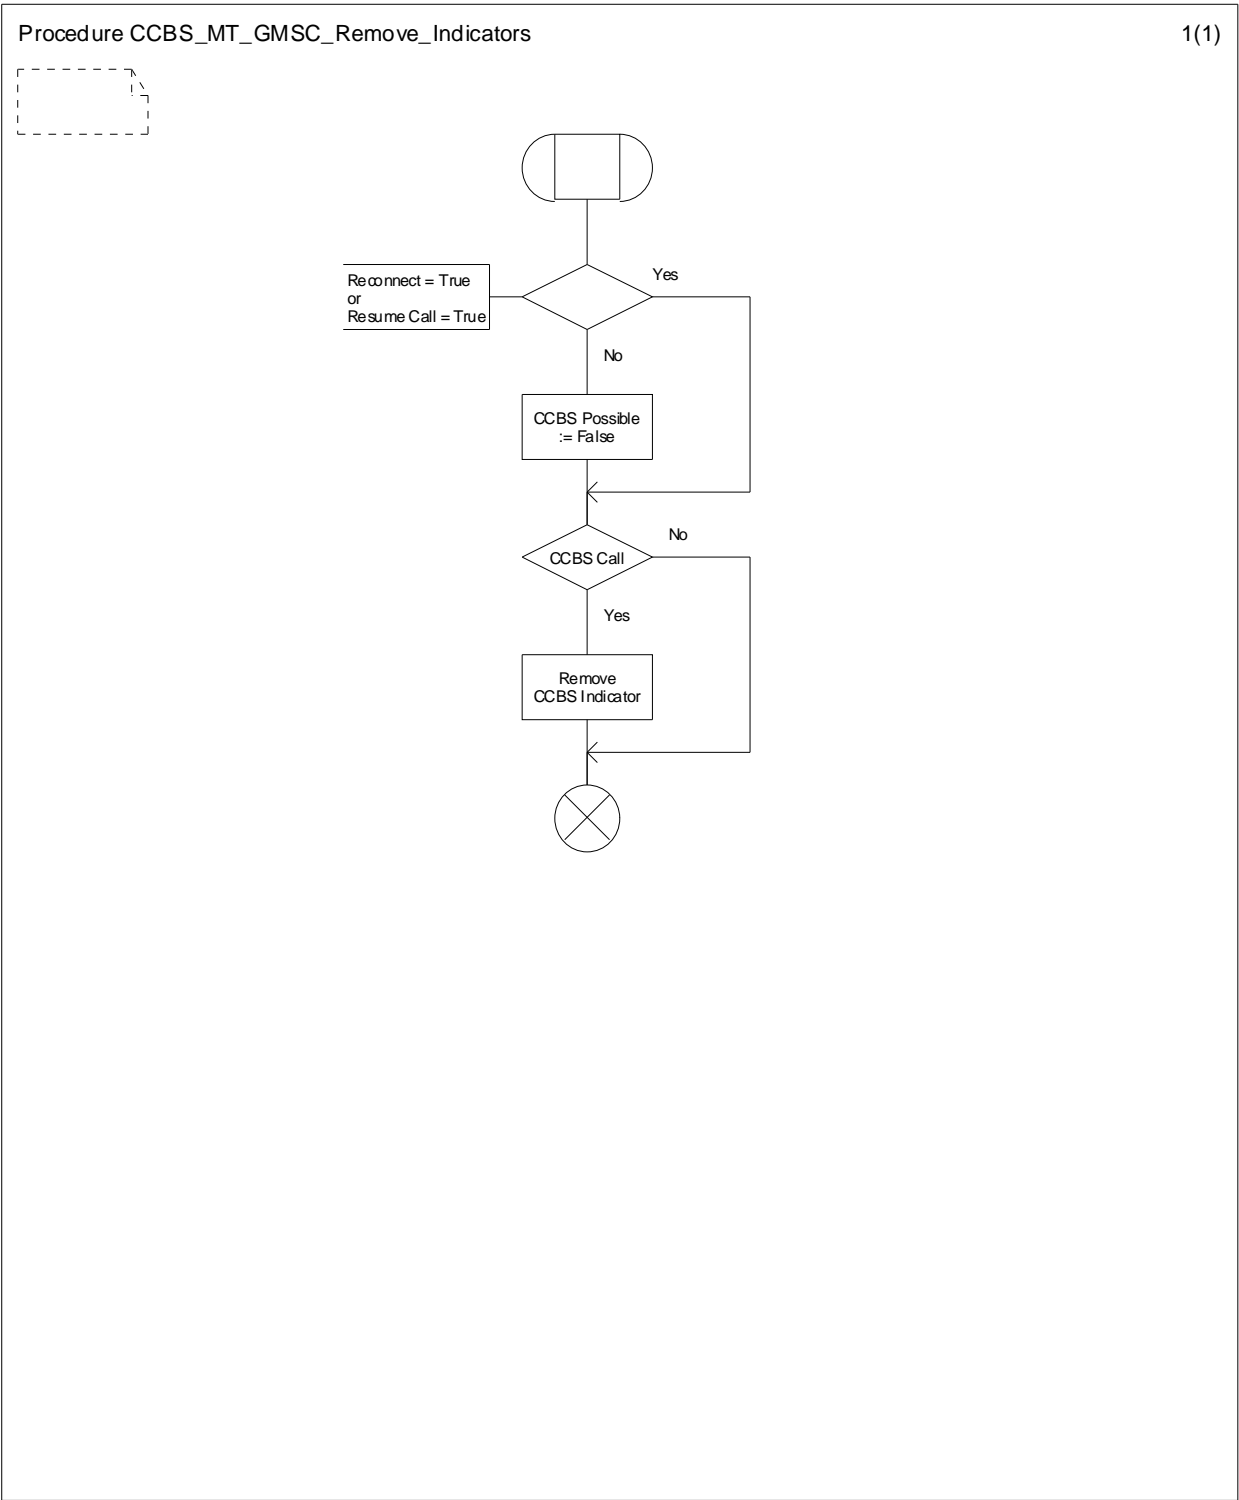 Procedure CCBS_MT_GMSC_Remove_Indicators
1(1)
Reconnect = True
or
Resume Call = True
Yes
No
CCBS Possible
:= False
CCBS Call
No
Yes
Remove
CCBS Indicator